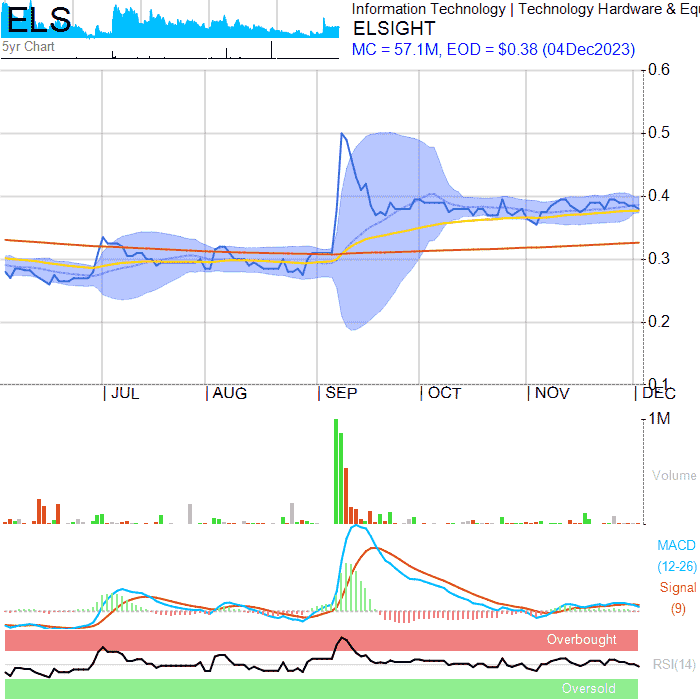 ELS
Information Technology | Technology Hardware & Equ
ELSIGHT
5yr Chart
MC = 57.1M, EOD = $0.38 (04Dec2023)
0.6
0.5
0.4
0.3
0.2
0.1
JUL AUG SEP OCT NOV DEC
1M
Volume
MACD
(12-26)
Signal
(9)
Overbought
RSI(14)
Oversold